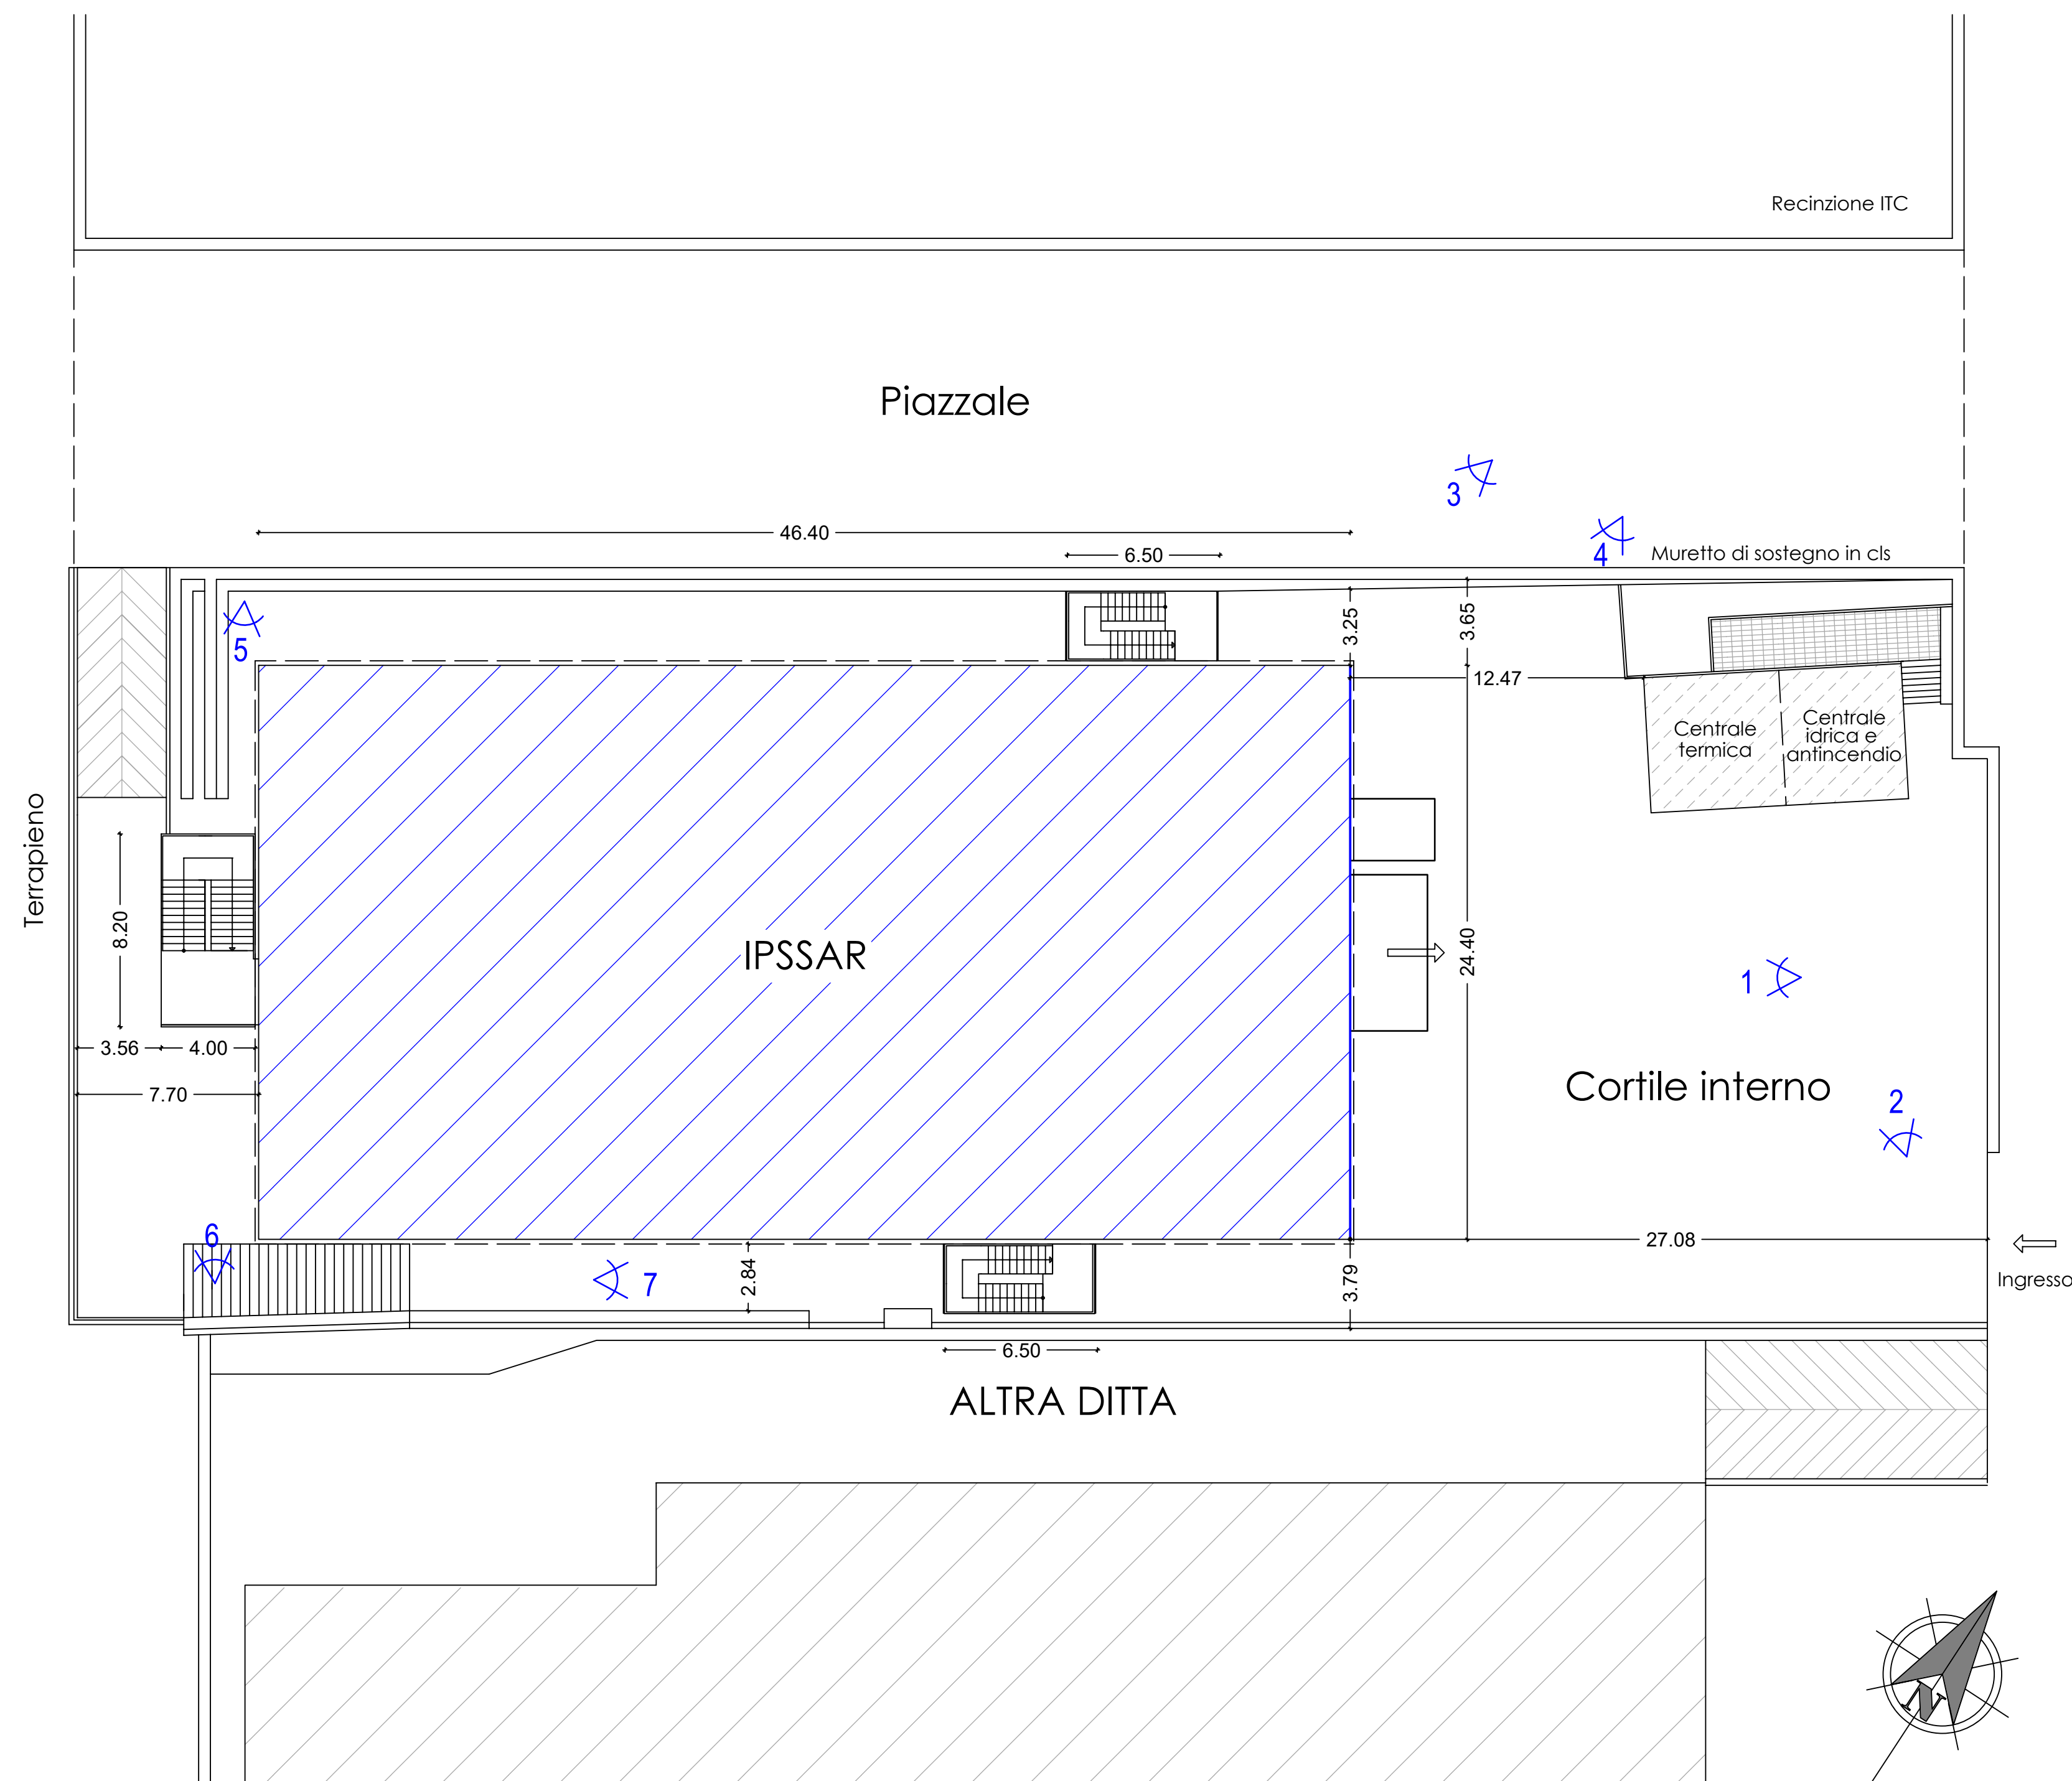 Recinzione ITC
Piazzale
3
46.40
4
6.50
Muretto di sostegno in cls
3.25
3.65
5
12.47
Centrale
termica
Centrale
idrica e
antincendio
Terrapieno
8.20
IPSSAR
24.40
1
3.56
4.00
7.70
Cortile interno
2
6
27.08
7
2.84
3.79
Ingresso
6.50
ALTRA DITTA
N